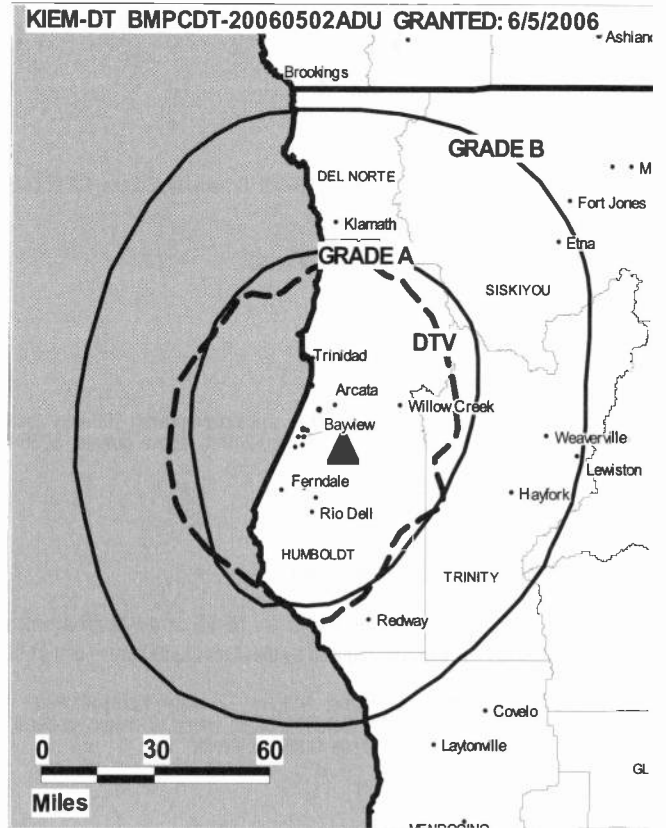 KIEM-DT BMPCDT-20060502ADU GRANTED: 6/5/2006
Brookings
GRADE B
DEL NORTE
M
Fort Jones
Klamath
Etna
GRADE A
SISKIYOU
DTV
Trinidad
Arcata
Willow Creek
Bayview
Weaverville
Lewiston
Ferndale
Hayfork
Rio Dell
HUMBOLDT
TRINITY
Redway
Covelo
Laytonville
0 30 60
GL
Miles